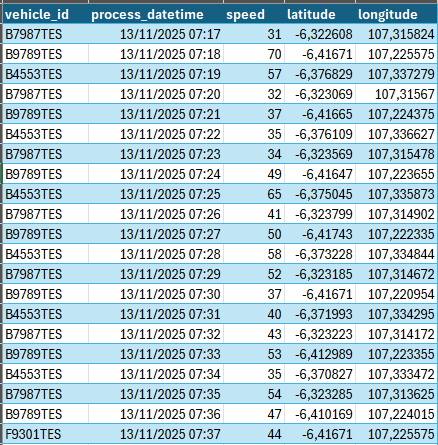 vehicle_id process_datetime speed latitude longitude
B7987TES 13/11/2025 07:17 31 -6,322608 107,315824
B9789TES 13/11/2025 07:18 70 -6,41671 107,225575
B4553TES 13/11/2025 07:19 57 -6,376829 107,337279
B7987TES 13/11/2025 07:20 32 -6,323069 107,31567
B9789TES 13/11/2025 07:21 37 -6,41665 107,224375
B4553TES 13/11/2025 07:22 35 -6,376109 107,336627
B7987TES 13/11/2025 07:23 34 -6,323569 107,315478
B9789TES 13/11/2025 07:24 49 -6,41647 107,223655
B4553TES 13/11/2025 07:25 65 -6,375045 107,335873
B7987TES 13/11/2025 07:26 41 -6,323799 107,314902
B9789TES 13/11/2025 07:27 50 -6,41743 107,222335
B4553TES 13/11/2025 07:28 58 -6,373228 107,334844
B7987TES 13/11/2025 07:29 52 -6,323185 107,314672
B9789TES 13/11/2025 07:30 37 -6,41671 107,220954
B4553TES 13/11/2025 07:31 40 -6,371993 107,334295
B7987TES 13/11/2025 07:32 43 -6,323223 107,314172
B9789TES 13/11/2025 07:33 53 -6,412989 107,223355
B4553TES 13/11/2025 07:34 35 -6,370827 107,333472
B7987TES 13/11/2025 07:35 54 -6,323285 107,313625
B9789TES 13/11/2025 07:36 47 -6,410169 107,224015
F9301TES 13/11/2025 07:37 44 -6,41671 107,225575